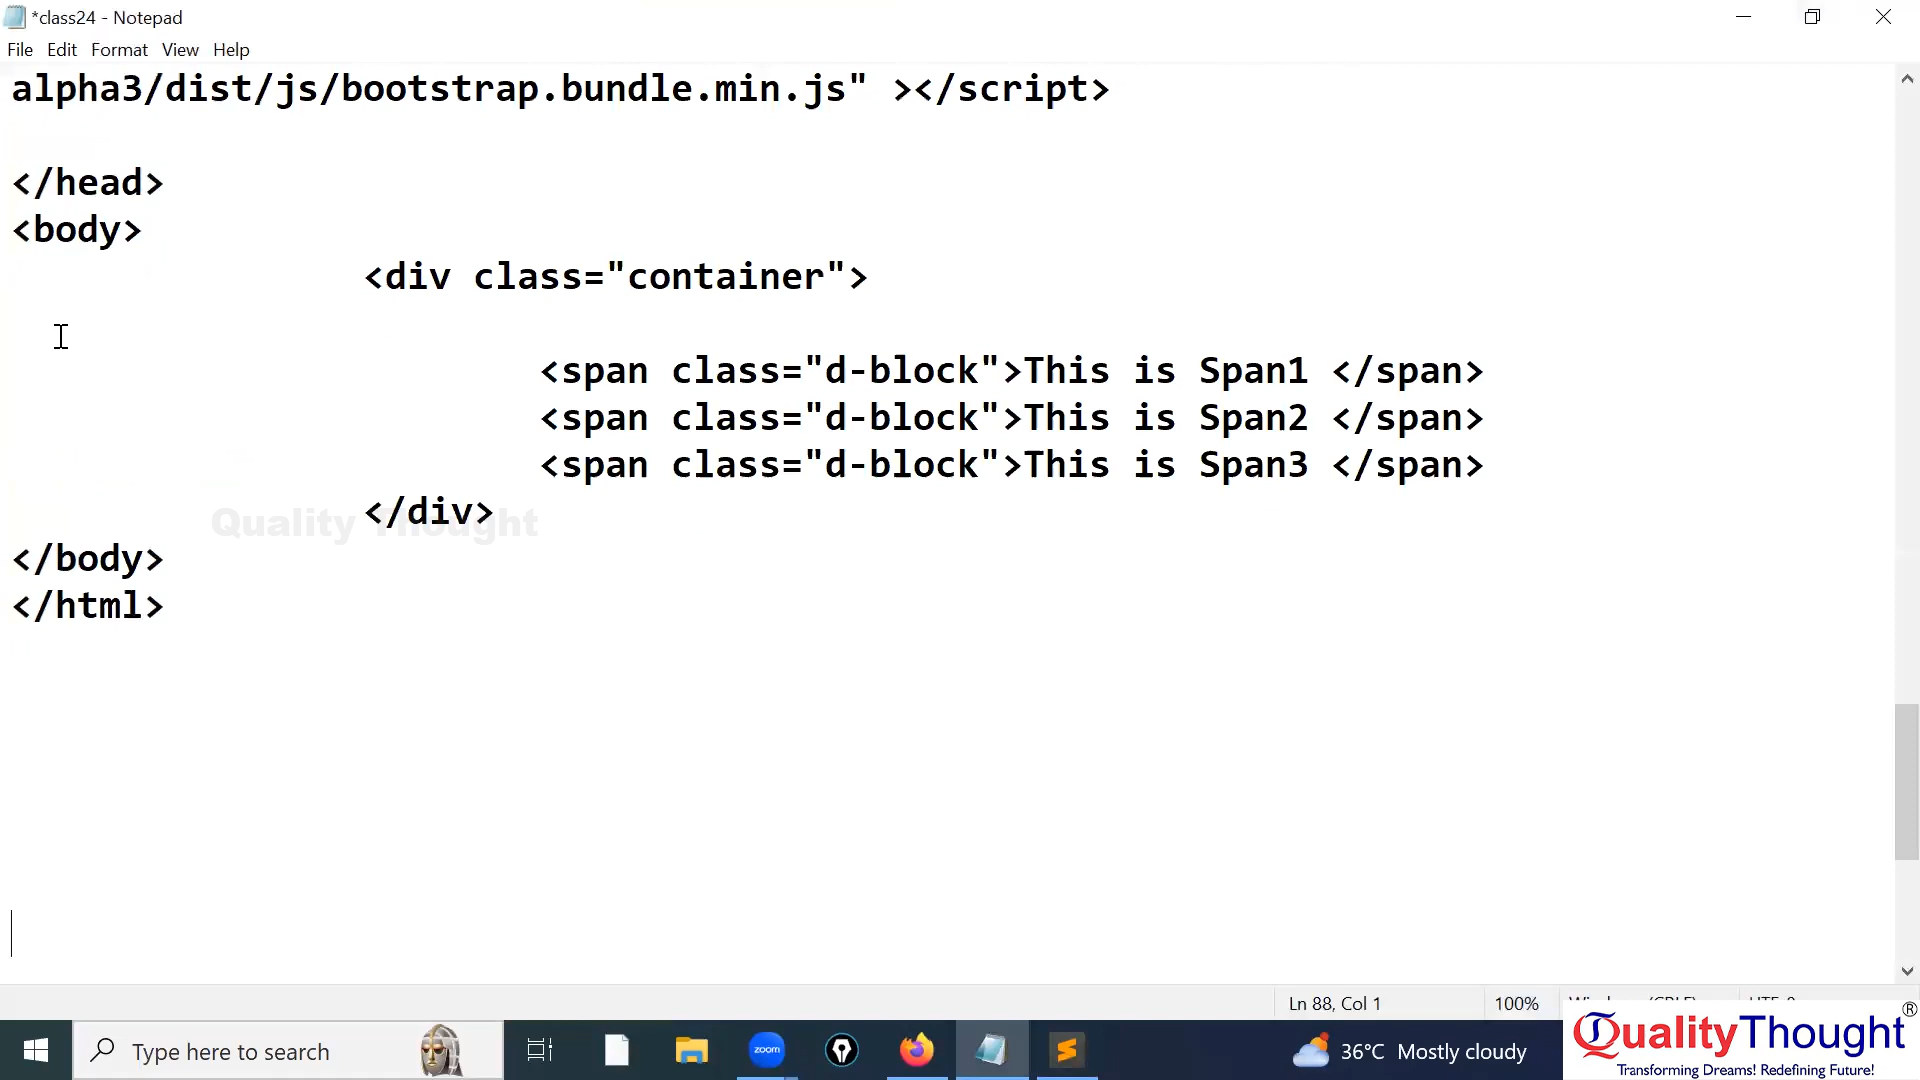 *class24 - Notepad
File Edit Format View Help
alpha3/dist/js/bootstrap.bundle.min.js" ></script>
</head>
<body>
<div class="container">
<span class="d-block">This is Span1 </span>
<span class="d-block">This is Span2 </span>
<span class="d-block">This is Span3 </span>
</div>
Quality Thought
</body>
</html>
Ln 88, Col 1
100%
Type here to search
zoom
36°C Mostly cloudy
QualityThought ®
Transforming Dreams! Redefining Future!